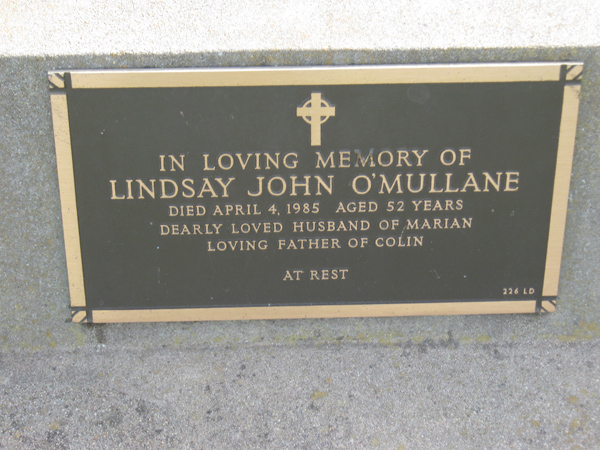 IN LOVING MEMORY OF
LINDSAY JOHN O'MULLANE
DIED APRIL 4, 1985 AGED 52 YEARS
DEARLY LOVED HUSBAND OF MARIAN
LOVING FATHER OF COLIN
AT REST
226 LD